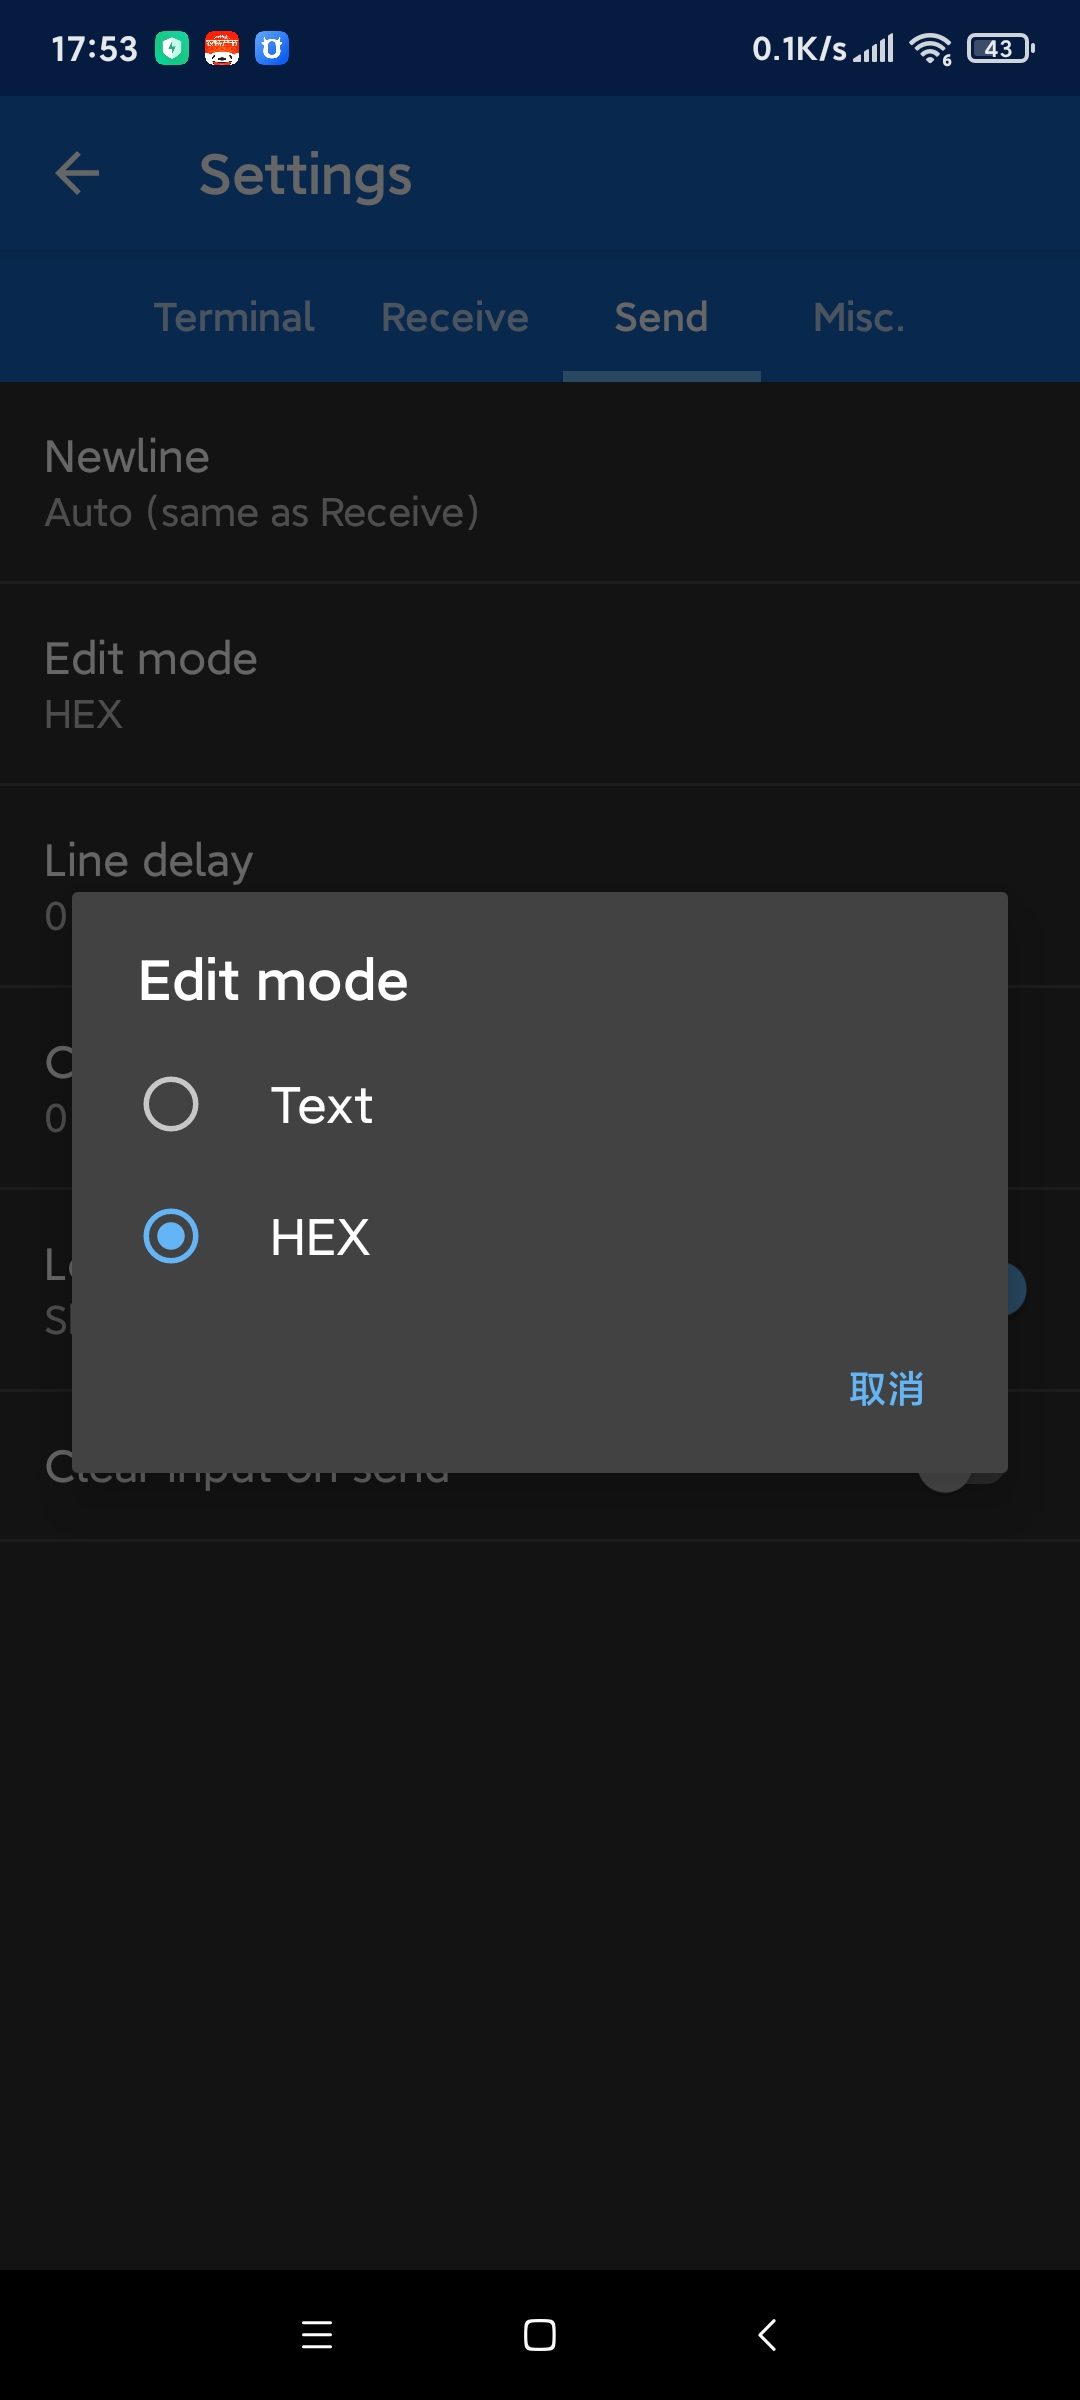 17:53
0.1K/s
6
43
Settings
Terminal
Receive
Send
Misc.
Newline
Auto (same as Receive)
Edit mode
HEX
Line delay
0
Edit mode
Text
HEX
0
取消
Clear input on send